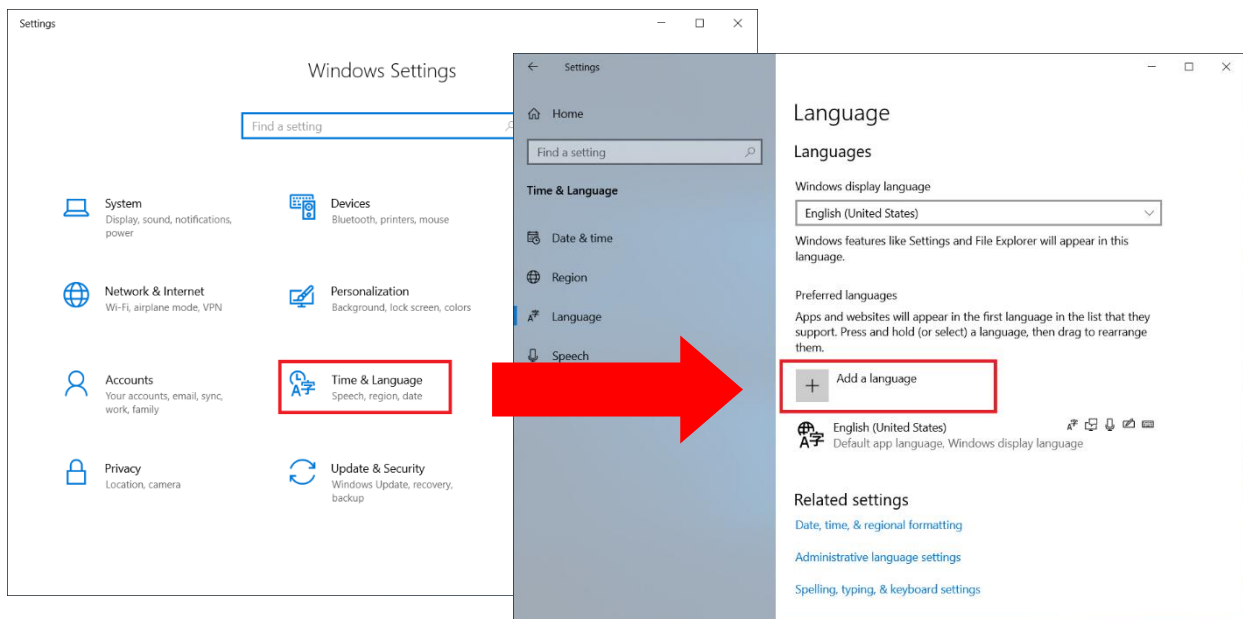 Settings
Windows Settings
Find a setting
System
Display, sound, notifications,
power
Devices
Bluetooth, printers, mouse
Network & Internet
Wi-Fi, airplane mode, VPN
Personalization
Background, lock screen, colors
Accounts
Your accounts, email, sync,
work, family
Time & Language
Speech, region, date
Privacy
Location, camera
Update & Security
Windows Update, recovery,
backup
Settings
Home
Find a setting
Time & Language
Date & time
Region
Language
Speech
Language
Languages
Windows display language
English (United States)
Windows features like Settings and File Explorer will appear in this
language.
Preferred languages
Apps and websites will appear in the first language in the list that they
support. Press and hold (or select) a language, then drag to rearrange
them.
Add a language
English (United States)
Default app language, Windows display language
Related settings
Date, time, & regional formatting
Administrative language settings
Spelling, typing, & keyboard settings